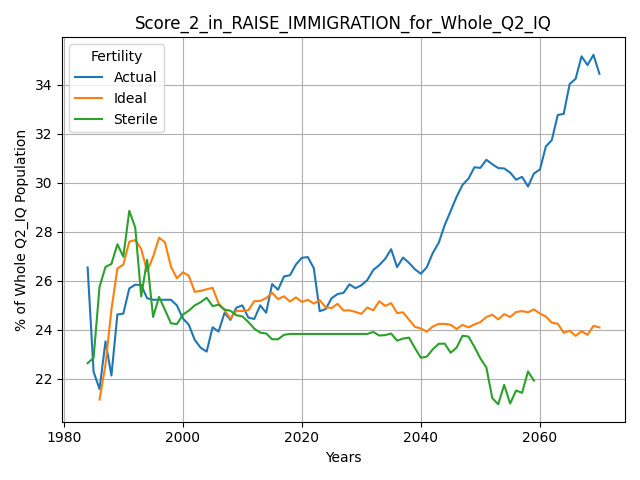 Score_2_in_RAISE_IMMIGRATION_for_Whole_Q2_IQ
% of Whole Q2_IQ Population
Fertility
Actual
Ideal
Sterile
34
32
30
28
26
24
22
1980
2000
2020
2040
2060
Years